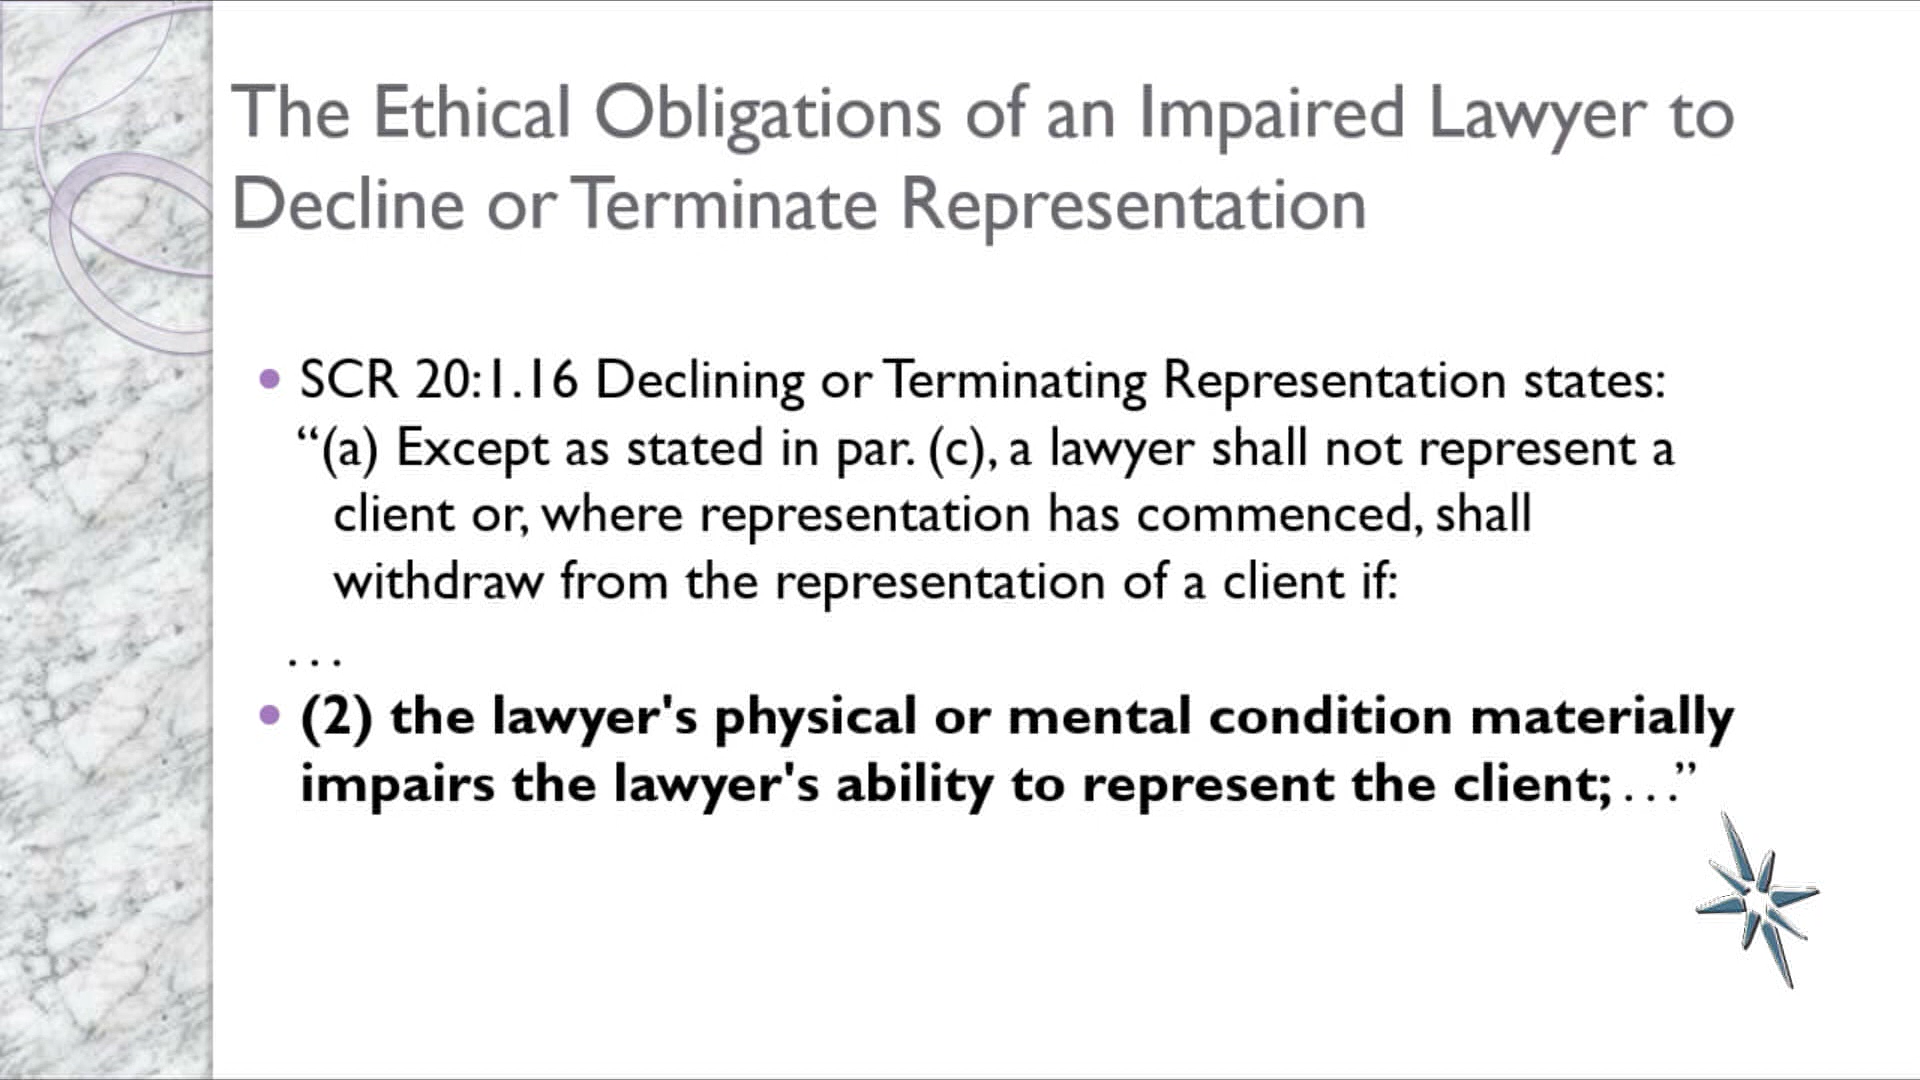 The Ethical Obligations of an Impaired Lawyer to
Decline or Terminate Representation
• SCR 20:1.16 Declining or Terminating Representation states:
“(a) Except as stated in par. (c), a lawyer shall not represent a
client or, where representation has commenced, shall
withdraw from the representation of a client if:
. . .
• (2) the lawyer's physical or mental condition materially
impairs the lawyer's ability to represent the client; . . .”